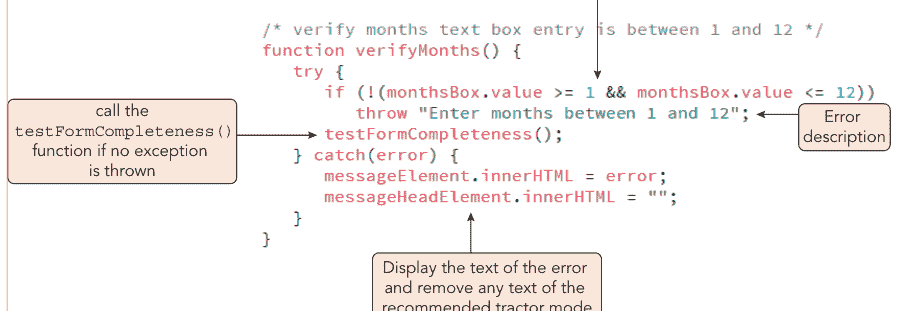 /* verify months text box entry is between 1 and 12 */
function verifyMonths() {
try {
if (!(monthsBox.value >= 1 && monthsBox.value <= 12))
throw "Enter months between 1 and 12";
testFormCompleteness();
} catch(error) {
messageElement.innerHTML = error;
messageHeadElement.innerHTML = "";
}
}
call the
testFormCompleteness()
function if no exception
is thrown
Error
description
Display the text of the error
and remove any text of the
recommended tractor mode